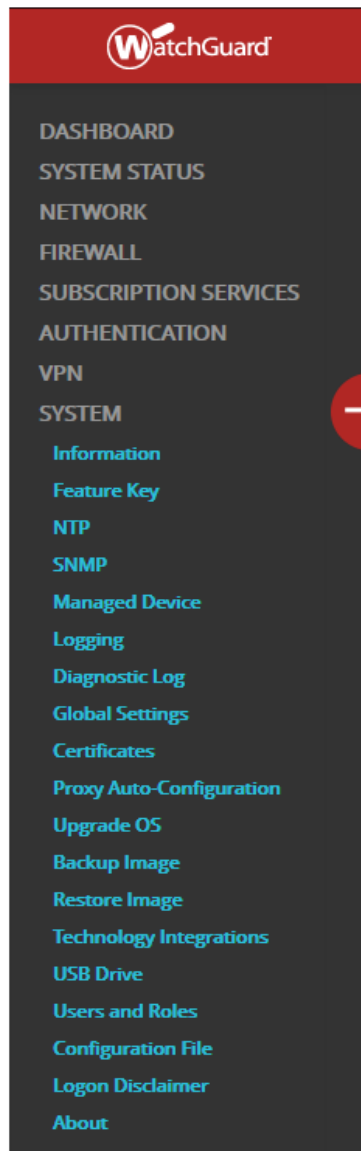 WatchGuard
DASHBOARD
SYSTEM STATUS
NETWORK
FIREWALL
SUBSCRIPTION SERVICES
AUTHENTICATION
VPN
SYSTEM
Information
Feature Key
NTP
SNMP
Managed Device
Logging
Diagnostic Log
Global Settings
Certificates
Proxy Auto-Configuration
Upgrade OS
Backup Image
Restore Image
Technology Integrations
USB Drive
Users and Roles
Configuration File
Logon Disclaimer
About